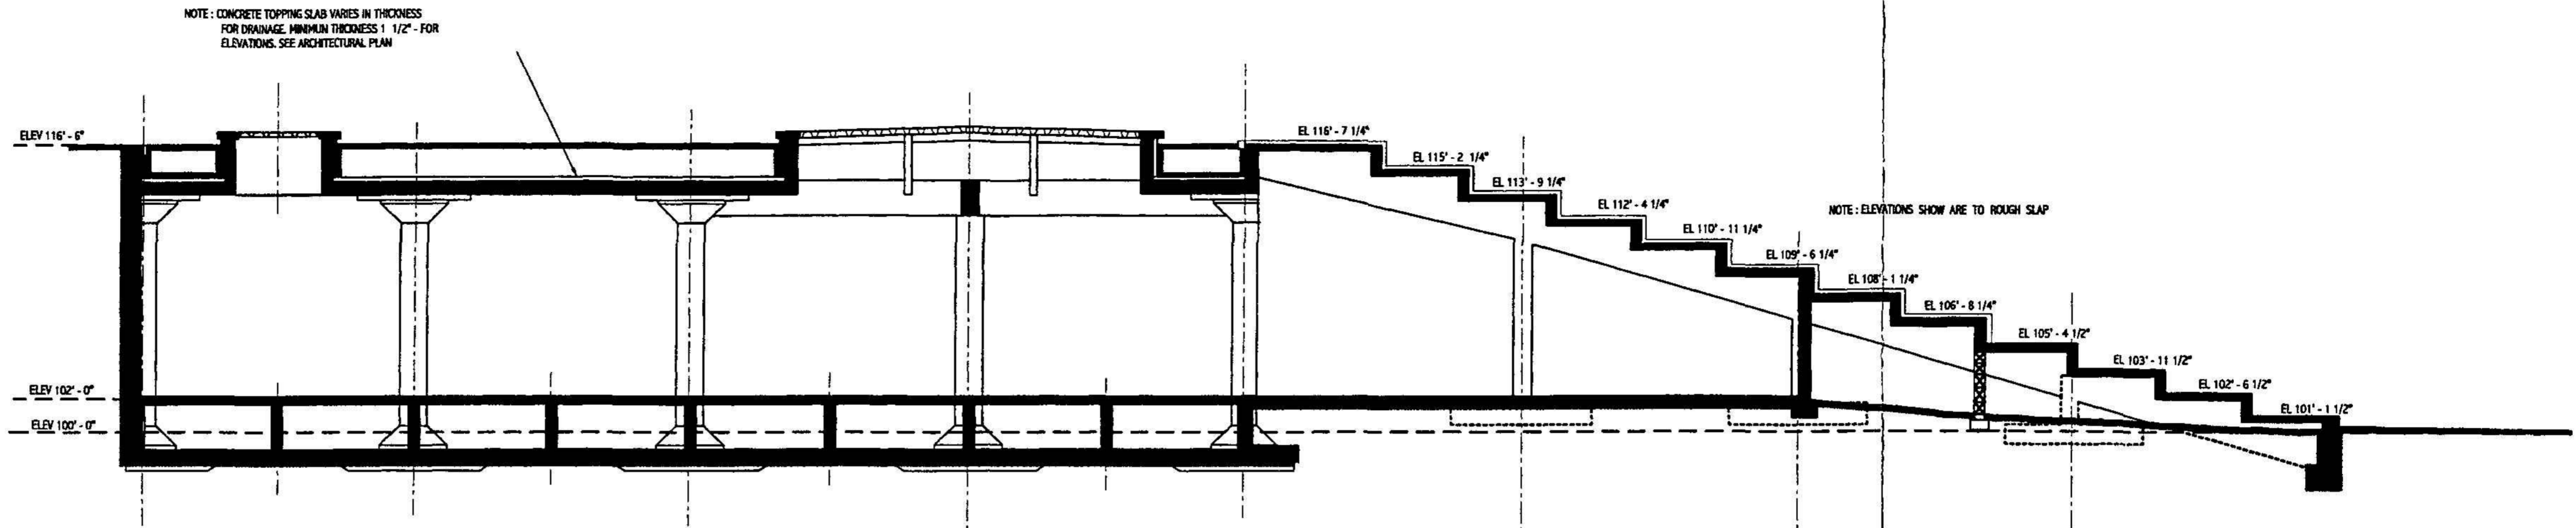 NOTE : CONCRETE TOPPING SLAB VARIES IN THICKNESS
FOR DRAINAGE. MINIMUN THICKNESS 1 1/2" - FOR
ELEVATIONS. SEE ARCHITECTURAL PLAN
ELEV 116' - 6"
EL 116' - 7 1/4"
EL 115' - 2 1/4"
EL 113' - 9 1/4"
EL 112' - 4 1/4"
NOTE : ELEVATIONS SHOW ARE TO ROUGH SLAP
EL 110' - 11 1/4"
EL 109' - 6 1/4"
EL 108' - 1 1/4"
EL 106' - 8 1/4"
EL 105' - 4 1/2"
EL 103' - 11 1/2"
EL 102' - 6 1/2"
EL 101' - 1 1/2"
ELEV 102' - 0"
ELEV 100' - 0"